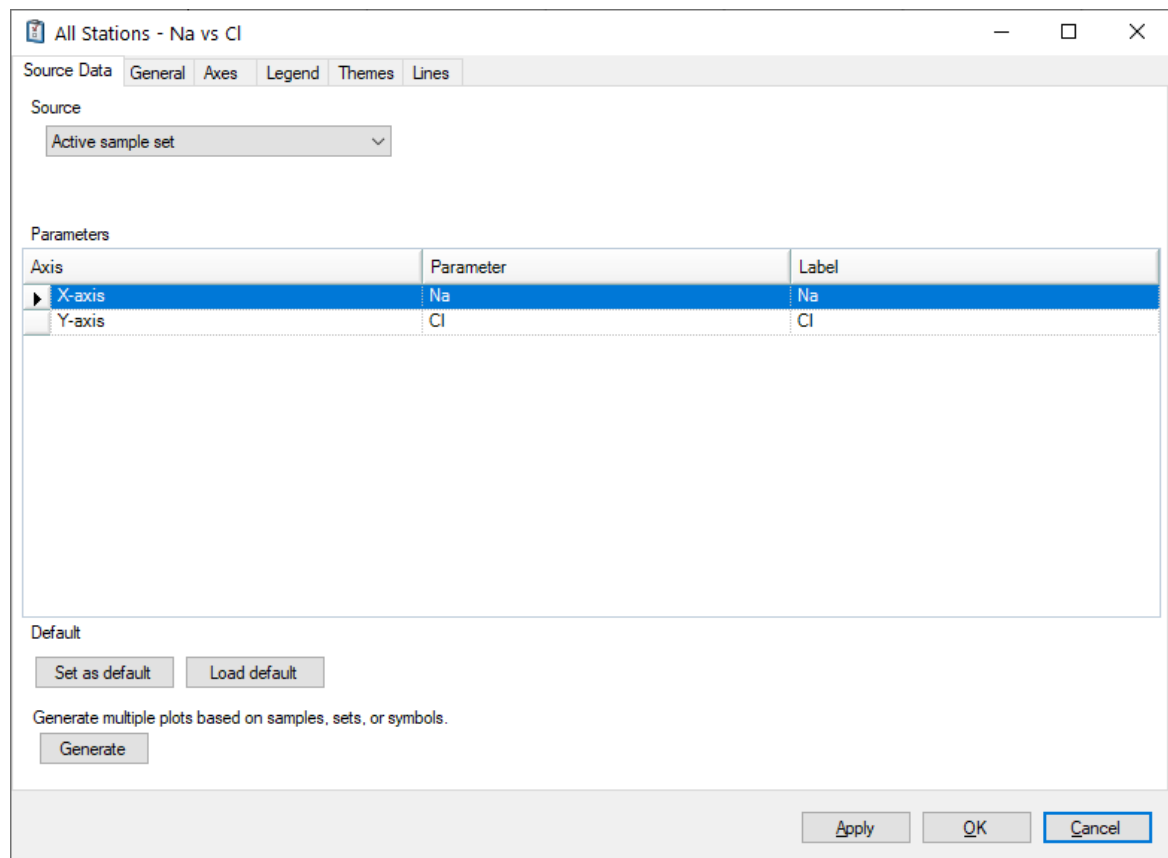 All Stations - Na vs Cl
Source Data General Axes Legend Themes Lines
Source
Active sample set
Parameters
Axis Parameter Label
X-axis Na Na
Y-axis Cl Cl
Default
Set as default Load default
Generate multiple plots based on samples, sets, or symbols.
Generate
Apply OK Cancel